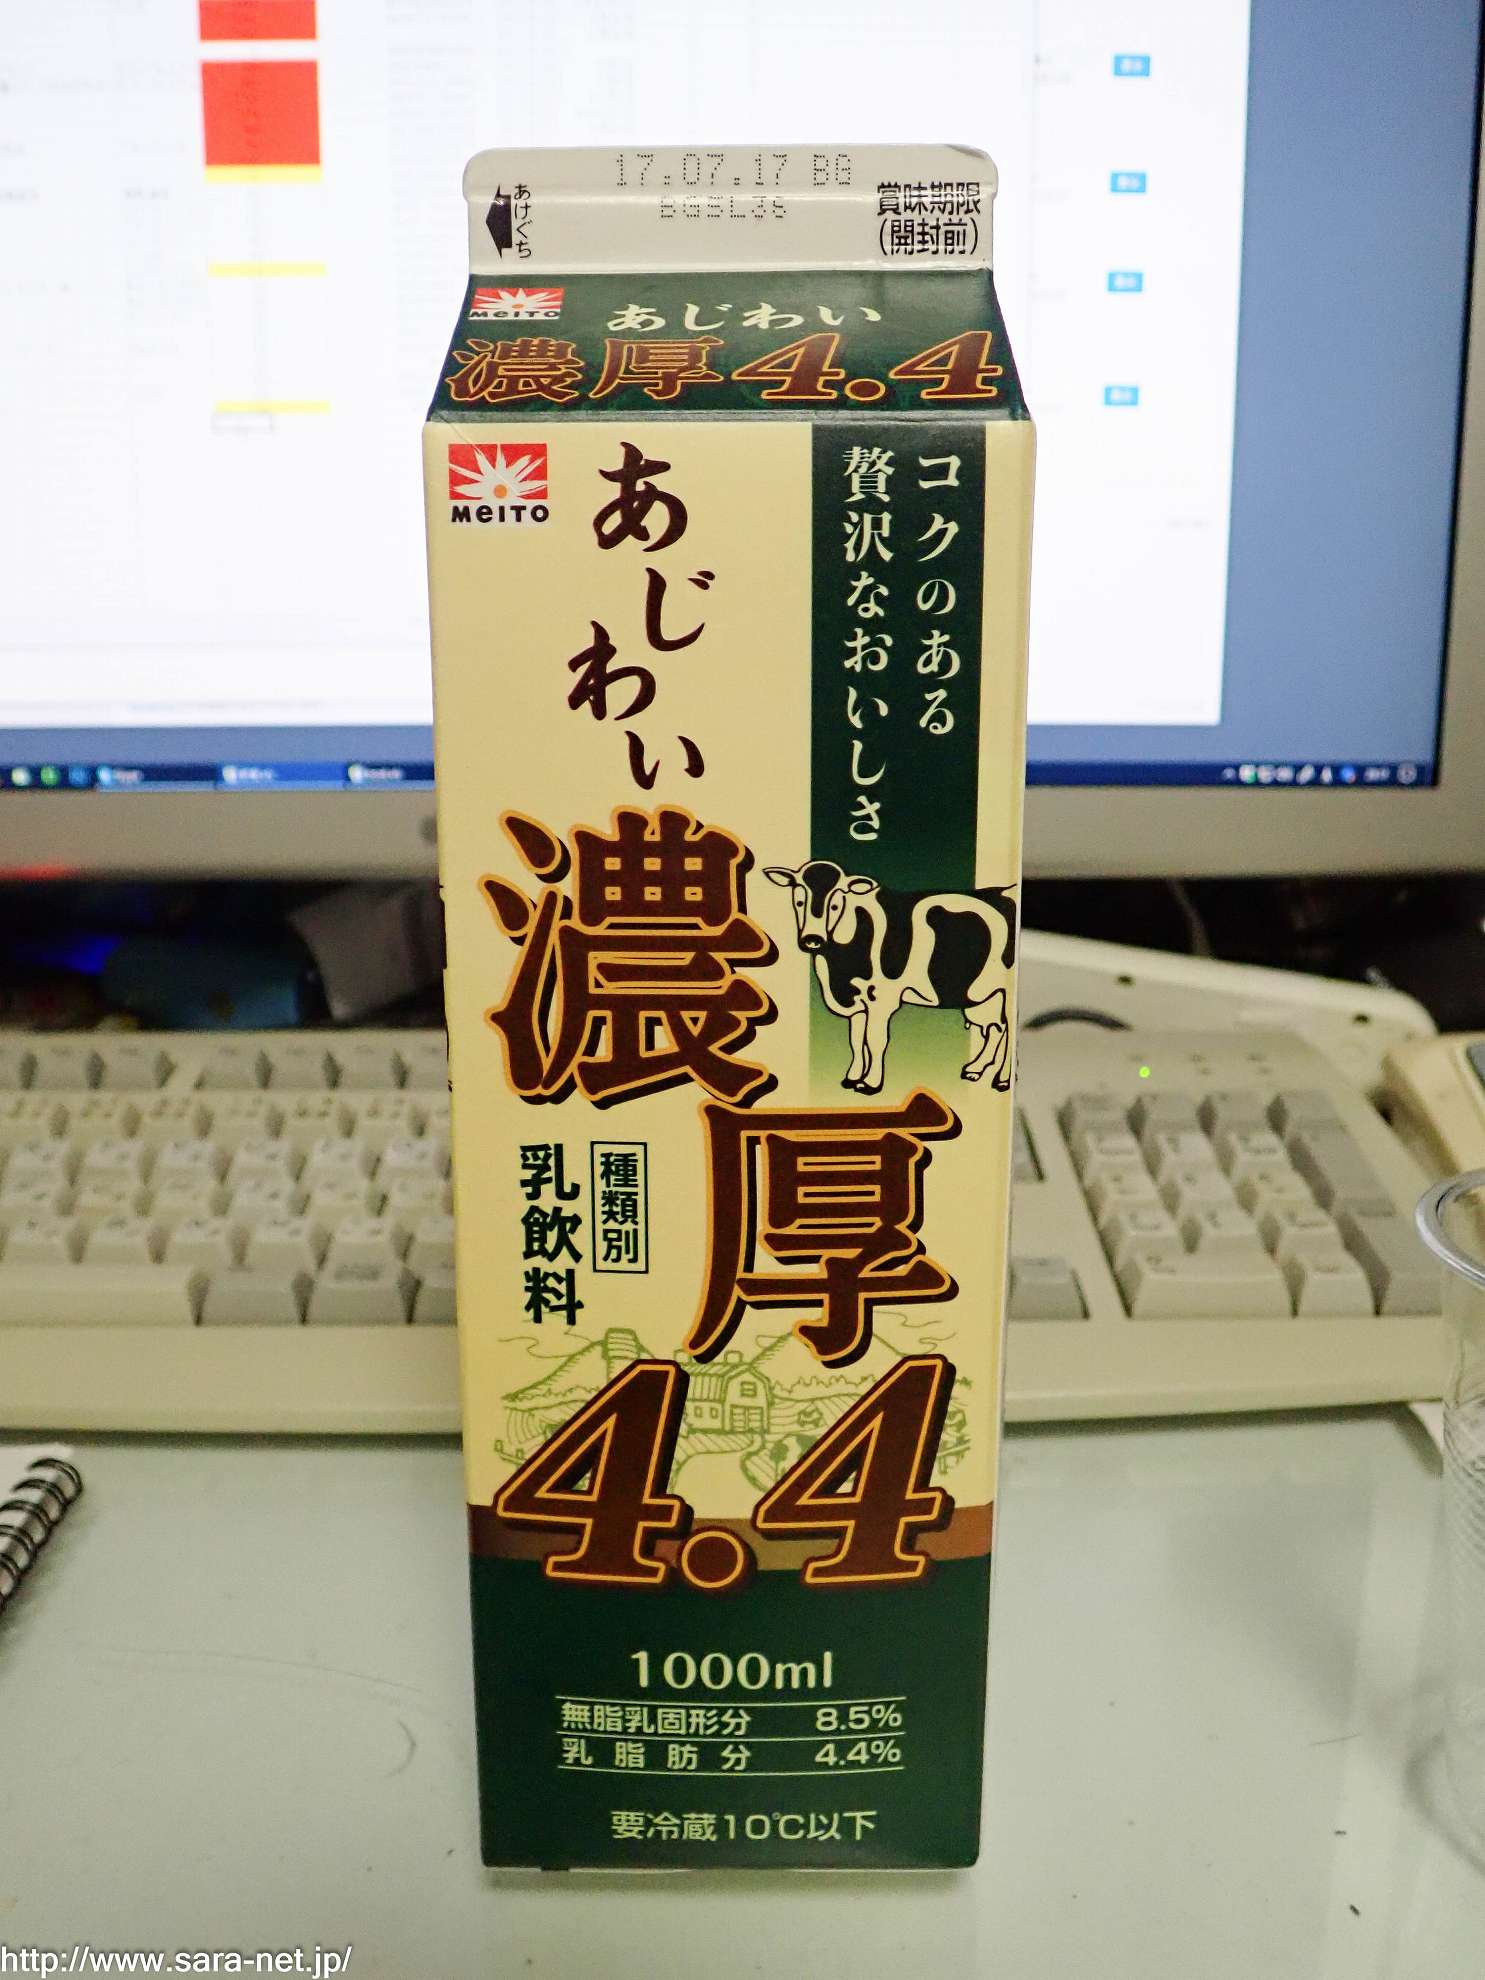 17.07.17 BG
BGSL3S
あけぐち
賞味期限
(開封前)
MeiTO
あじわい
濃厚4.4
MeiTO
コクのある
贅沢なおいしさ
あじわい
濃厚
4.4
種類別
乳飲料
1000ml
無脂乳固形分 8.5%
乳脂肪分 4.4%
要冷蔵10℃以下
http://www.sara-net.jp/